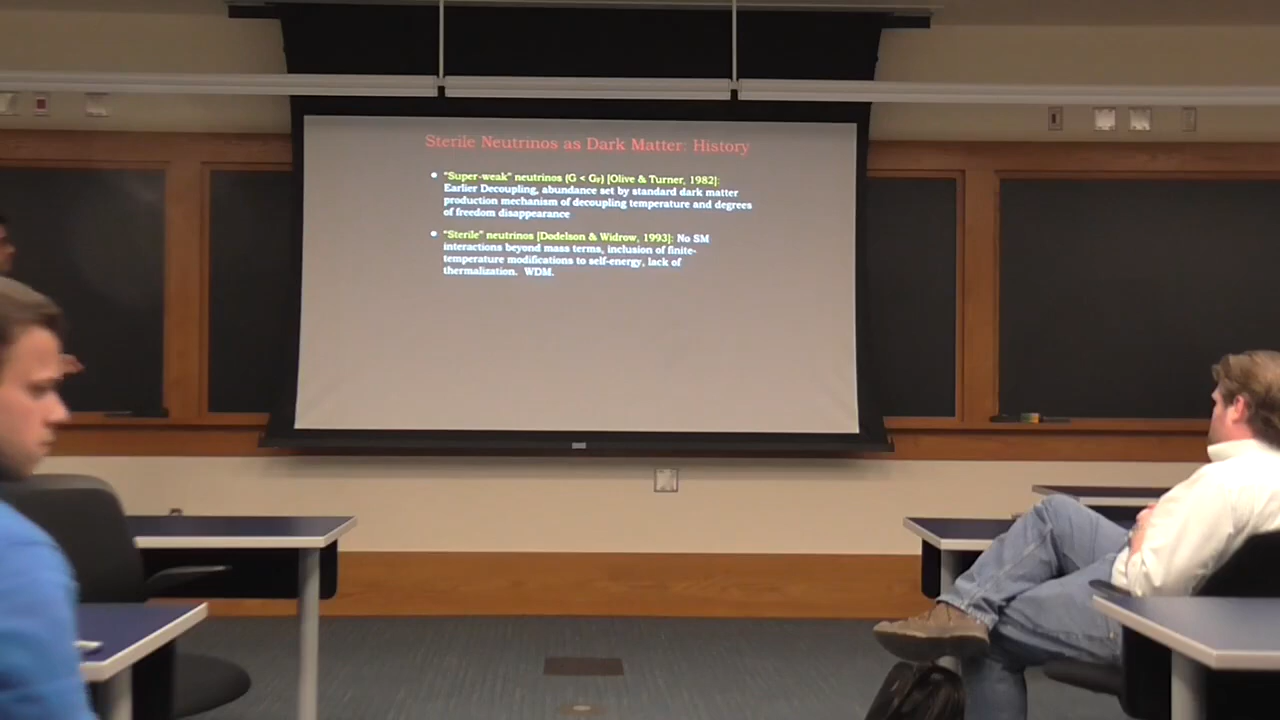 Sterile Neutrinos as Dark Matter: History
• "Super-weak" neutrinos (G < G_F) [Olive & Turner, 1982]:
Earlier Decoupling, abundance set by standard dark matter
production mechanism of decoupling temperature and degrees
of freedom disappearance
• "Sterile" neutrinos [Dodelson & Widrow, 1993]: No SM
interactions beyond mass terms, inclusion of finite-
temperature modifications to self-energy, lack of
thermalization. WDM.